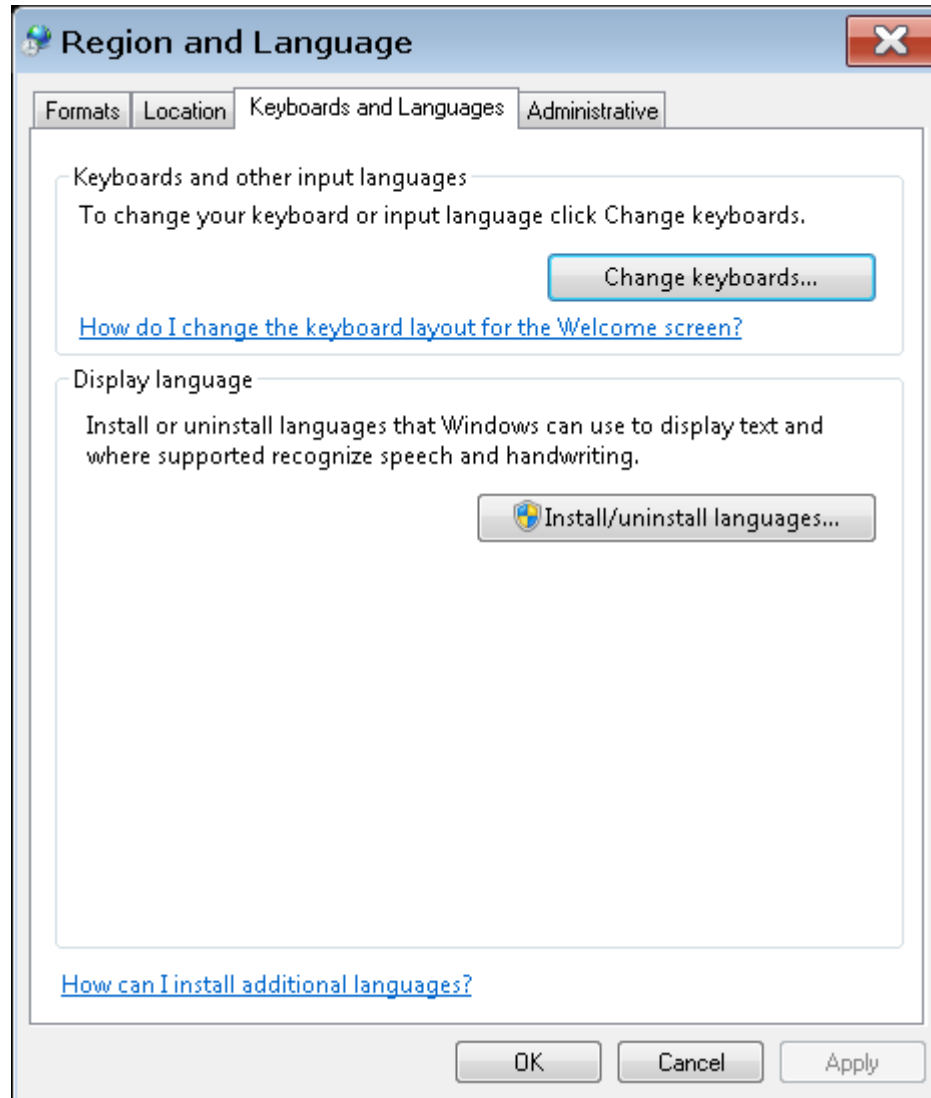 Region and Language
Formats
Location
Keyboards and Languages
Administrative
Keyboards and other input languages
To change your keyboard or input language click Change keyboards.
Change keyboards...
How do I change the keyboard layout for the Welcome screen?
Display language
Install or uninstall languages that Windows can use to display text and
where supported recognize speech and handwriting.
Install/uninstall languages...
How can I install additional languages?
OK
Cancel
Apply